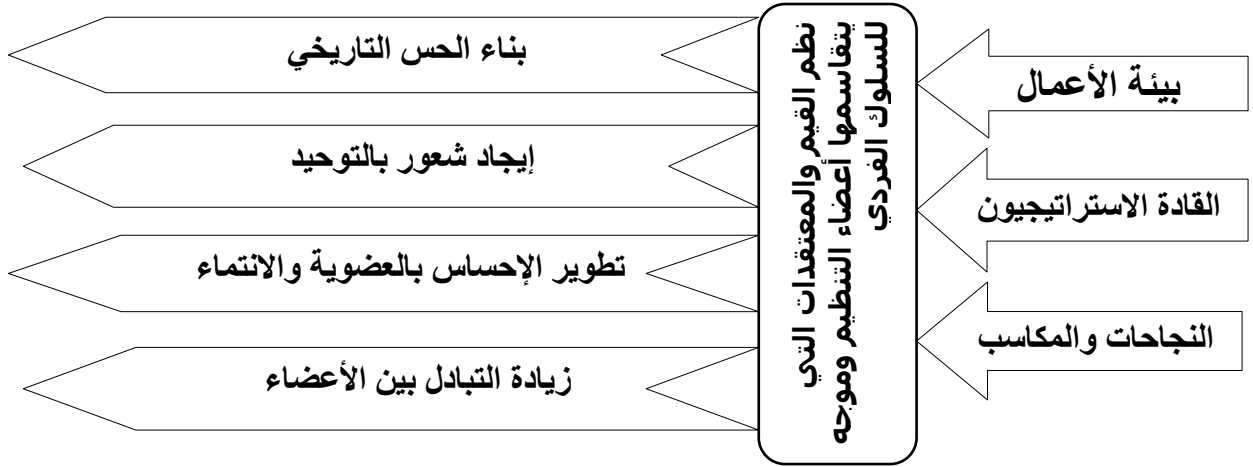 بيئة الأعمال
القادة الاستراتيجيون
النجاحات والمكاسب
نظم القيم والمعتقدات التي
يتقاسمها أعضاء التنظيم وموجه
للسلوك الفردي
بناء الحس التاريخي
إيجاد شعور بالتوحيد
تطوير الإحساس بالعضوية والانتماء
زيادة التبادل بين الأعضاء